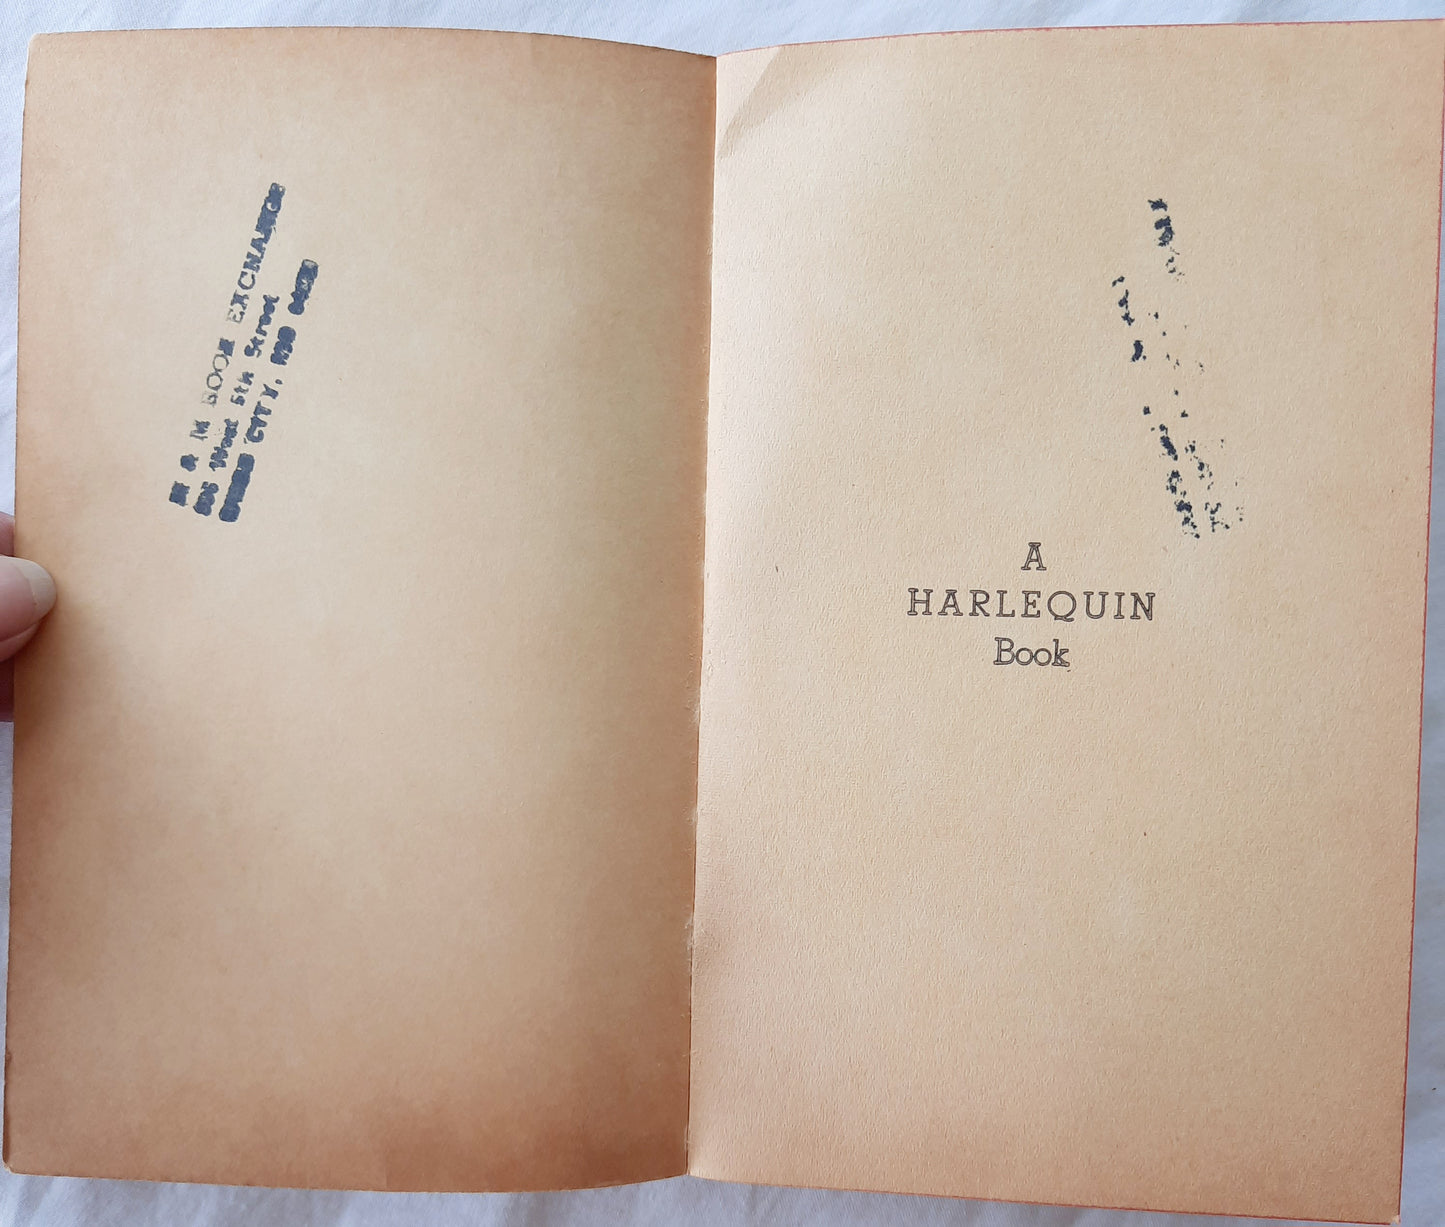 M & M BOOK EXCHANGE
West 5th Street
CITY,
A
HARLEQUIN
Book